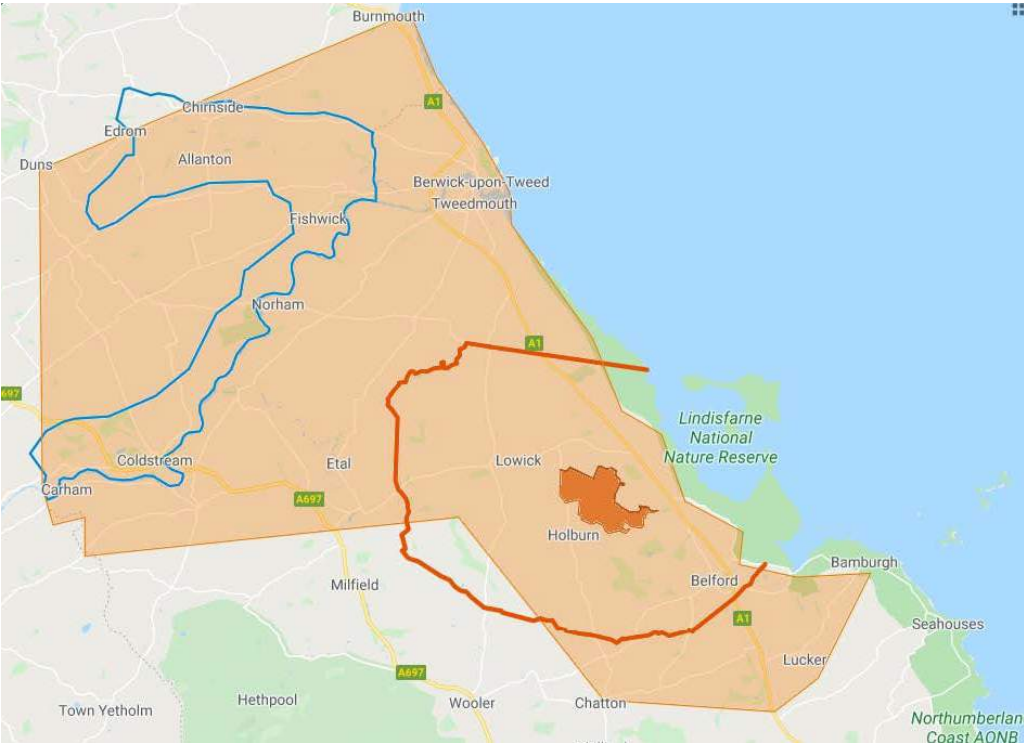 Burnmouth
A1
Chirnside
Edrom
Allanton
Duns
Berwick-upon-Tweed
Tweedmouth
Fishwick
Norham
A1
697
Lindisfarne
National
Nature Reserve
Coldstream
Etal
Lowick
Carham
A697
Holburn
Bamburgh
Milfield
Belford
A1
Seahouses
Lucker
A697
Hethpool
Wooler
Chatton
Town Yetholm
Northumberlan
Coast AONB